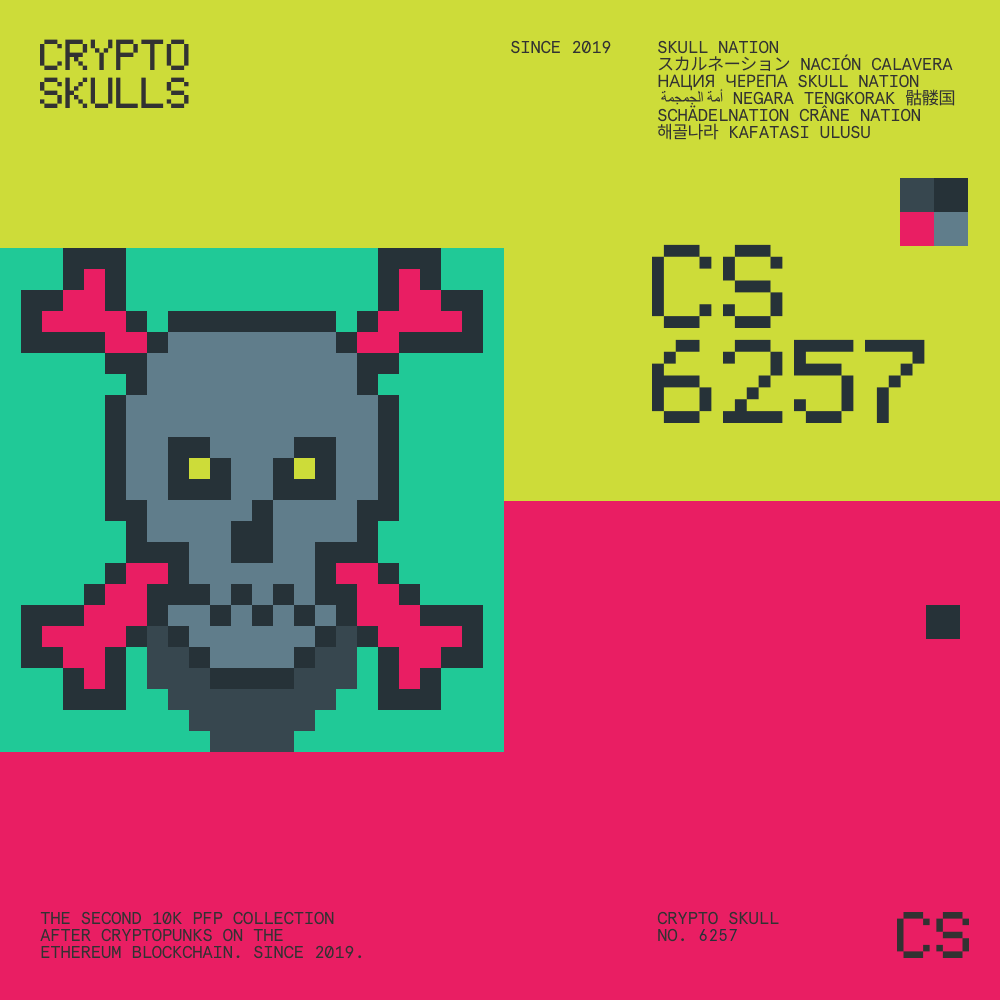 CRYPTO
SKULLS
SINCE 2019
SKULL NATION
スカルネーション NACIÓN CALAVERA
НАЦИЯ ЧЕРЕПА SKULL NATION
أمة الجمجمة NEGARA TENGKORAK 骷髅国
SCHÄDELNATION CRÂNE NATION
해골나라 KAFATASI ULUSU
CS
6257
THE SECOND 10K PFP COLLECTION
AFTER CRYPTOPUNKS ON THE
ETHEREUM BLOCKCHAIN. SINCE 2019.
CRYPTO SKULL
NO. 6257
CS